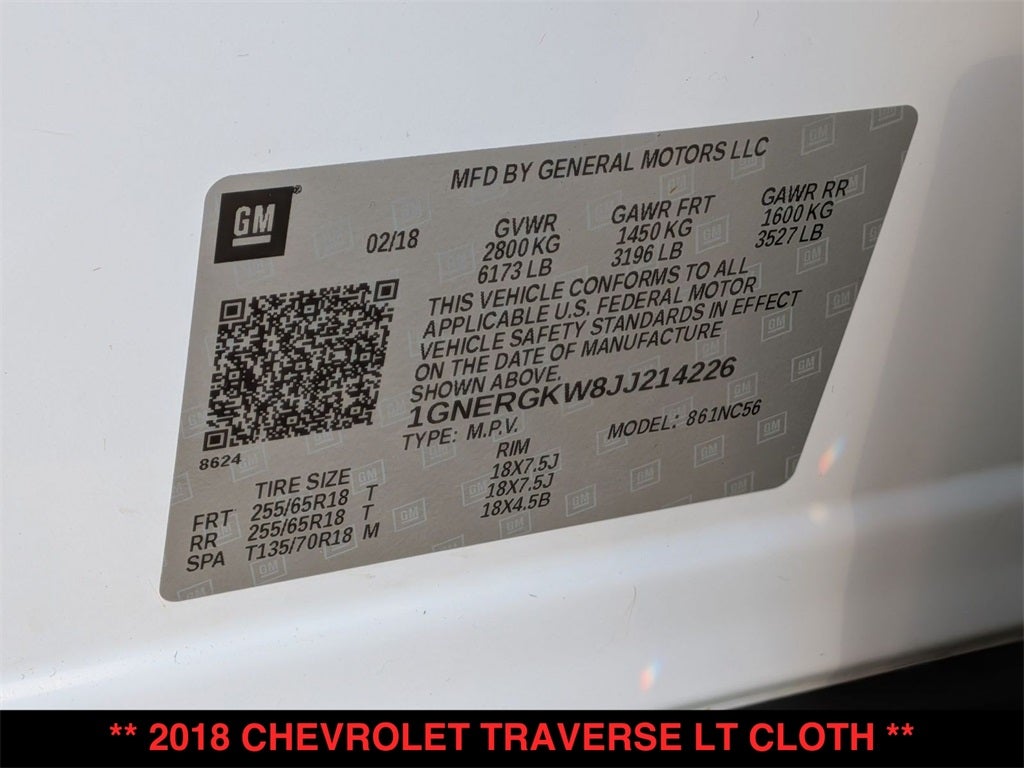 MFD BY GENERAL MOTORS LLC
GM
02/18
GVWR
2800 KG
6173 LB
GAWR FRT
1450 KG
3196 LB
GAWR RR
1600 KG
3527 LB
THIS VEHICLE CONFORMS TO ALL
APPLICABLE U.S. FEDERAL MOTOR
VEHICLE SAFETY STANDARDS IN EFFECT
ON THE DATE OF MANUFACTURE
SHOWN ABOVE.
1GNERGKW8JJ214226
TYPE: M.P.V.
MODEL: 861NC56
8624
TIRE SIZE RIM
FRT 255/65R18 T 18X7.5J
RR 255/65R18 T 18X7.5J
SPA T135/70R18 M 18X4.5B
** 2018 CHEVROLET TRAVERSE LT CLOTH **